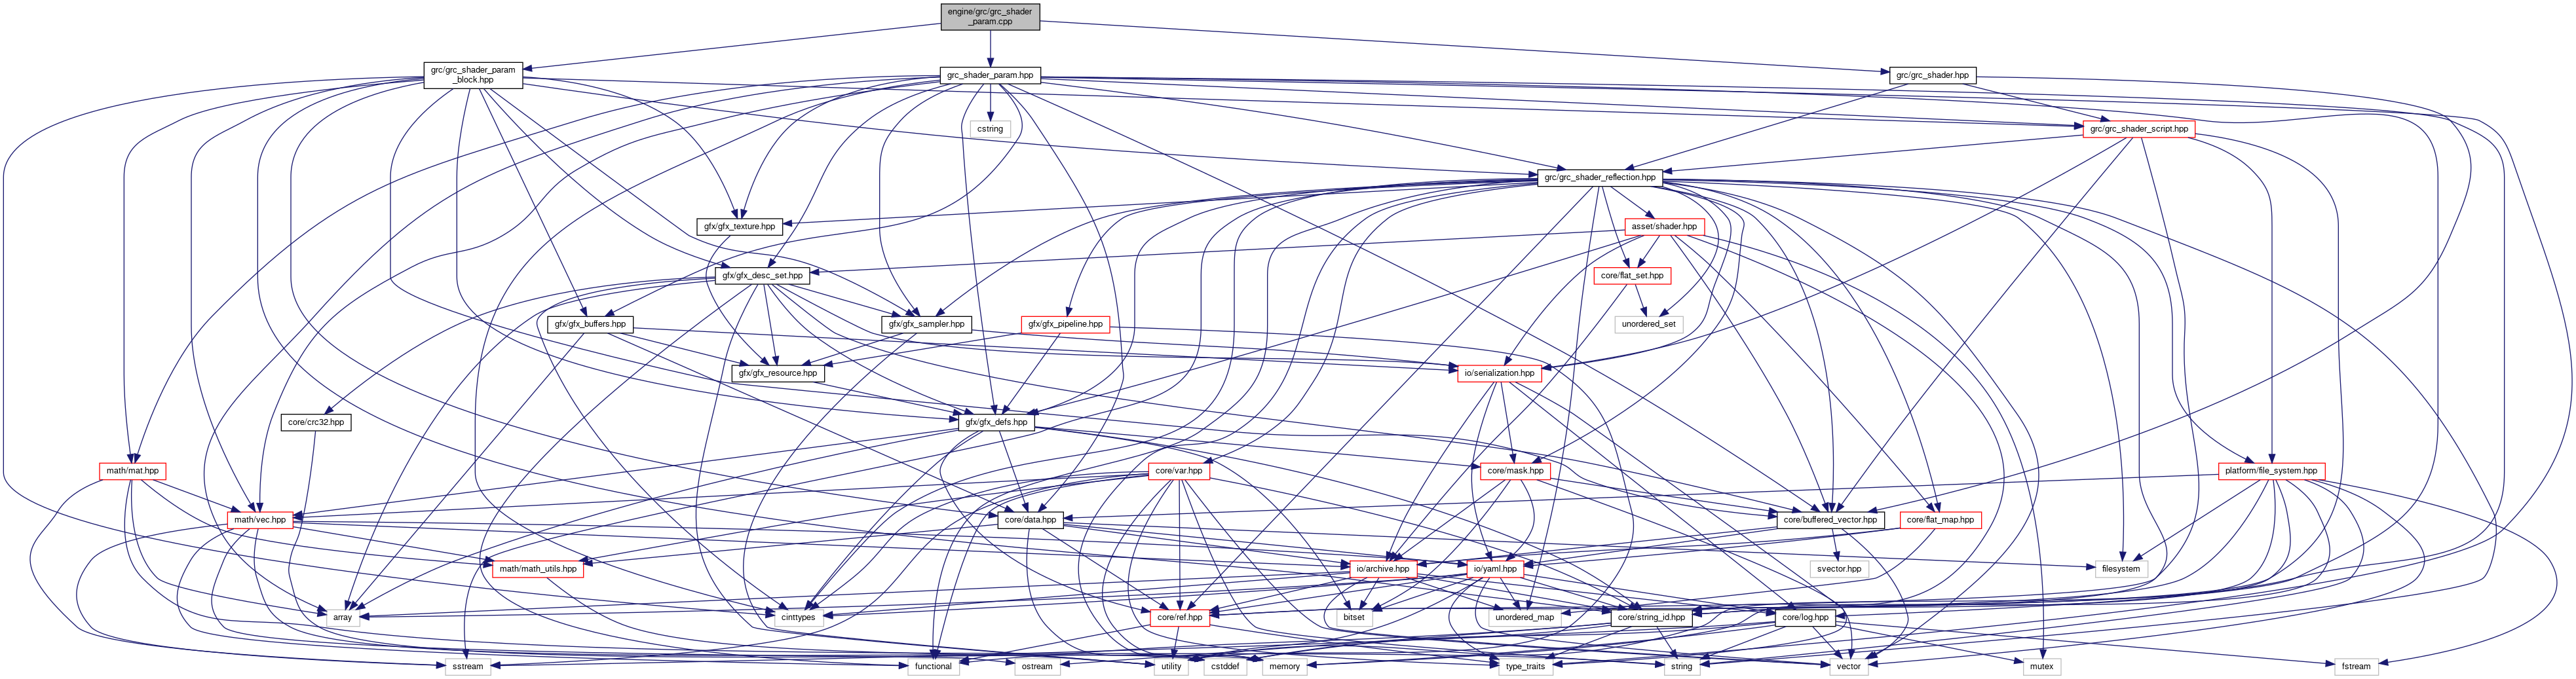 engine/grc/grc_shader
_param.cpp
grc/grc_shader_param
_block.hpp
grc_shader_param.hpp
grc/grc_shader.hpp
cstring
grc/grc_shader_script.hpp
grc/grc_shader_reflection.hpp
gfx/gfx_texture.hpp
asset/shader.hpp
gfx/gfx_desc_set.hpp
core/flat_set.hpp
gfx/gfx_buffers.hpp
gfx/gfx_sampler.hpp
gfx/gfx_pipeline.hpp
unordered_set
gfx/gfx_resource.hpp
io/serialization.hpp
core/crc32.hpp
gfx/gfx_defs.hpp
math/mat.hpp
core/var.hpp
core/mask.hpp
platform/file_system.hpp
math/vec.hpp
core/data.hpp
core/buffered_vector.hpp
core/flat_map.hpp
math/math_utils.hpp
io/archive.hpp
io/yaml.hpp
svector.hpp
filesystem
array
cinttypes
core/ref.hpp
bitset
unordered_map
core/string_id.hpp
core/log.hpp
sstream
functional
ostream
utility
cstddef
memory
type_traits
string
vector
mutex
fstream